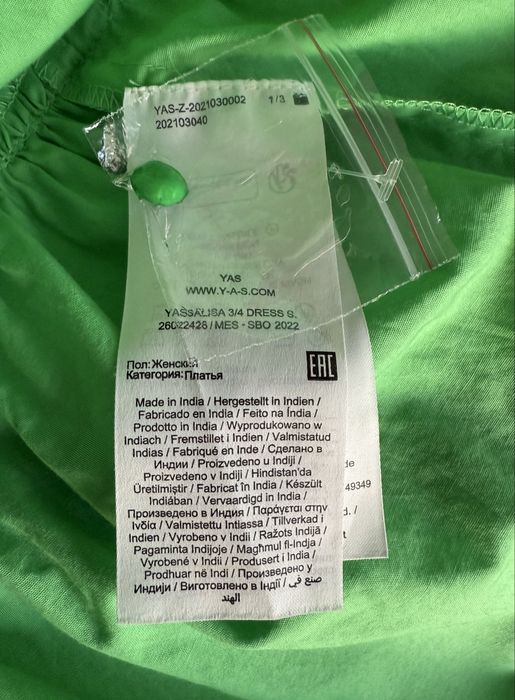 YAS-Z-2021030002 1/3
202103040
YAS
WWW.Y-A-S.COM
YASSALISA 3/4 DRESS S.
26022428 / MES - SBO 2022
Пол:Женский
Категория:Платья
EAC
Made in India / Hergestellt in Indien /
Fabricado en India / Feito na Índia /
Prodotto in India / Wyprodukowano w
Indiach / Fremstillet i Indien / Valmistatud
Indias / Fabriqué en Inde / Сделано в
Индии / Proizvedeno u Indiji /
Proizvedeno v Indiji / Hindistan'da
Üretilmiştir / Fabricat în India / Készült
Indiában / Vervaardigd in India /
Произведено в Индия / Παράγεται στην
Ινδία / Valmistettu Intiassa / Tillverkad i
Indien / Vyrobeno v Indii / Ražots Indijā /
Pagaminta Indijoje / Magħmul fl-Indja /
Vyrobené v Indii / Produsert i India /
Prodhuar në Indi / Произведено у
Индији / Виготовлено в Індії / صنع في
الهند
de
49349
d. /
t